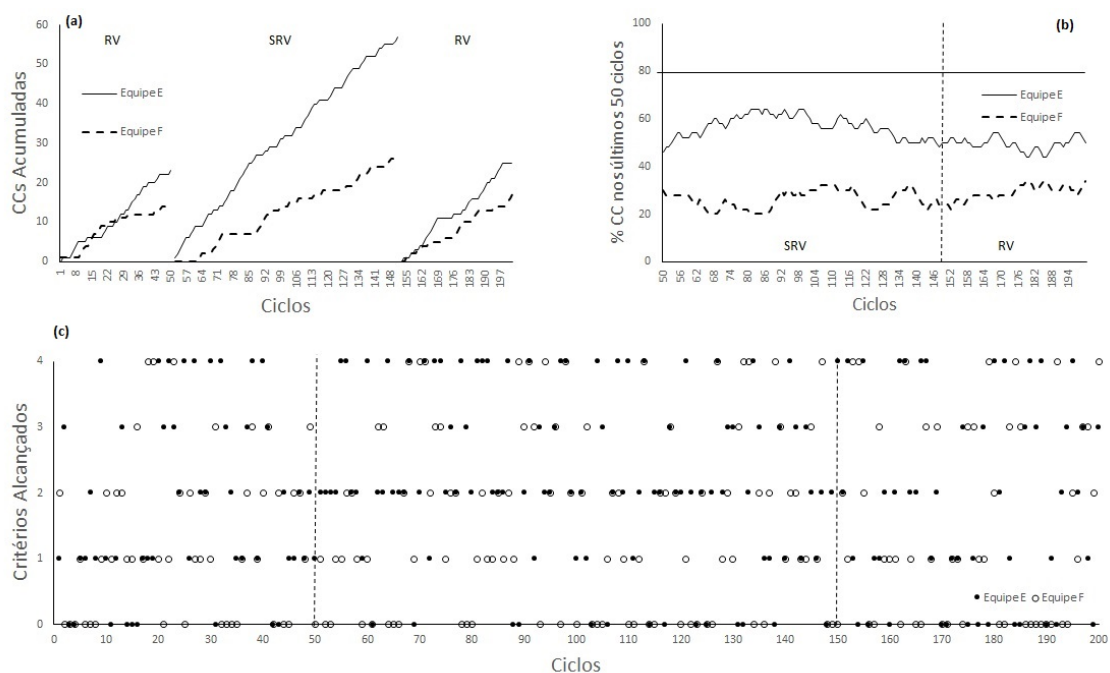 (a)
RV
SRV
RV
CCs Acumuladas
60
50
40
30
20
10
0
Equipe E
Equipe F
1 8 15 22 29 36 43 50 57 64 71 78 85 92 99 106 113 120 127 134 141 148 155 162 169 176 183 190 197
Ciclos
(b)
% CC nos últimos 50 ciclos
100
80
60
40
20
0
Equipe E
Equipe F
SRV
RV
50 56 62 68 74 80 86 92 98 104 110 116 122 128 134 140 146 152 158 164 170 176 182 188 194
Ciclos
(c)
Critérios Alcançados
4
3
2
1
0
Equipe E Equipe F
0 10 20 30 40 50 60 70 80 90 100 110 120 130 140 150 160 170 180 190 200
Ciclos